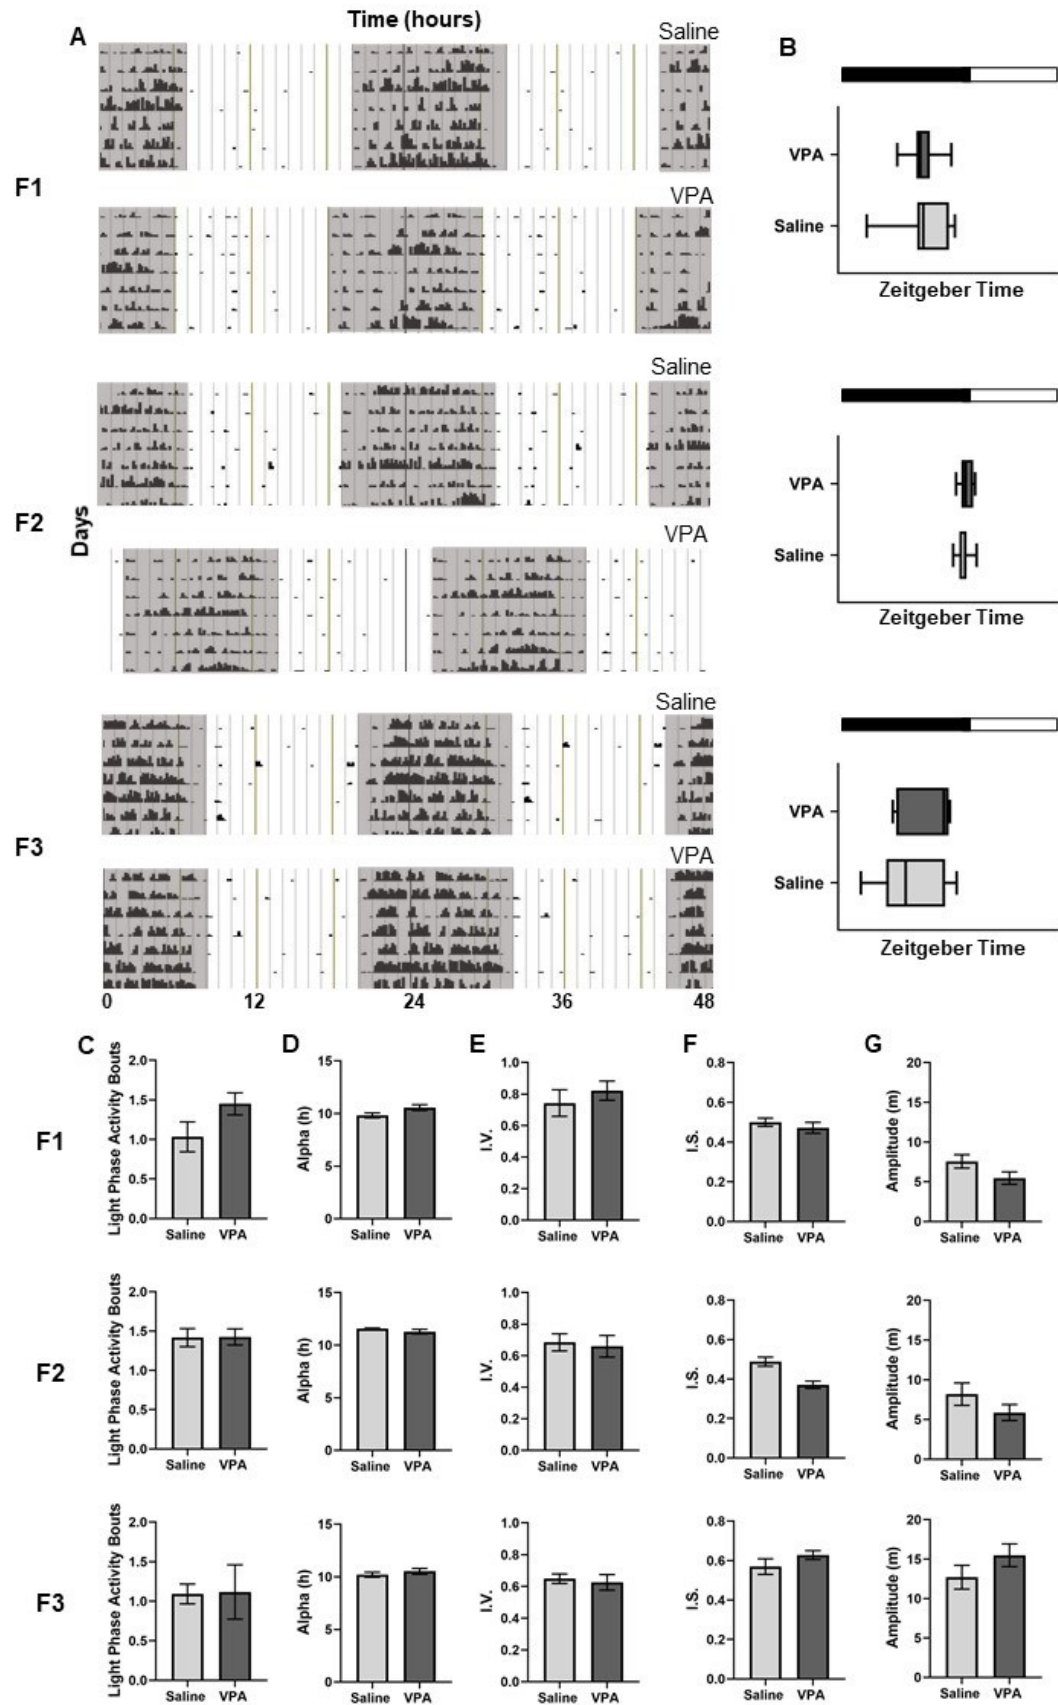 Time (hours)
A
Saline
B
F1
VPA
VPA
Saline
Zeitgeber Time
Saline
F2
Days
VPA
VPA
Saline
Zeitgeber Time
Saline
F3
VPA
VPA
Saline
Zeitgeber Time
0 12 24 36 48
C D E F G
F1
Light Phase Activity Bouts
2.0
1.5
1.0
0.5
0.0
Saline VPA
Alpha (h)
15
10
5
0
Saline VPA
I.V.
1.0
0.8
0.6
0.4
0.2
0.0
Saline VPA
I.S.
0.8
0.6
0.4
0.2
0.0
Saline VPA
Amplitude (m)
20
15
10
5
0
Saline VPA
F2
Light Phase Activity Bouts
2.0
1.5
1.0
0.5
0.0
Saline VPA
Alpha (h)
15
10
5
0
Saline VPA
I.V.
1.0
0.8
0.6
0.4
0.2
0.0
Saline VPA
I.S.
0.8
0.6
0.4
0.2
0.0
Saline VPA
Amplitude (m)
20
15
10
5
0
Saline VPA
F3
Light Phase Activity Bouts
2.0
1.5
1.0
0.5
0.0
Saline VPA
Alpha (h)
15
10
5
0
Saline VPA
I.V.
1.0
0.8
0.6
0.4
0.2
0.0
Saline VPA
I.S.
0.8
0.6
0.4
0.2
0.0
Saline VPA
Amplitude (m)
20
15
10
5
0
Saline VPA